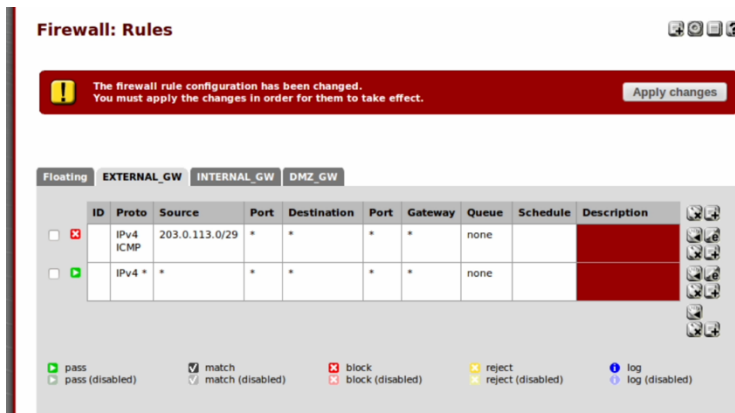 Firewall: Rules
The firewall rule configuration has been changed.
You must apply the changes in order for them to take effect.
Apply changes
Floating EXTERNAL_GW INTERNAL_GW DMZ_GW
ID Proto Source Port Destination Port Gateway Queue Schedule Description
IPv4 ICMP 203.0.113.0/29 * * * * none
IPv4 * * * * * * none
pass match block reject log
pass (disabled) match (disabled) block (disabled) reject (disabled) log (disabled)